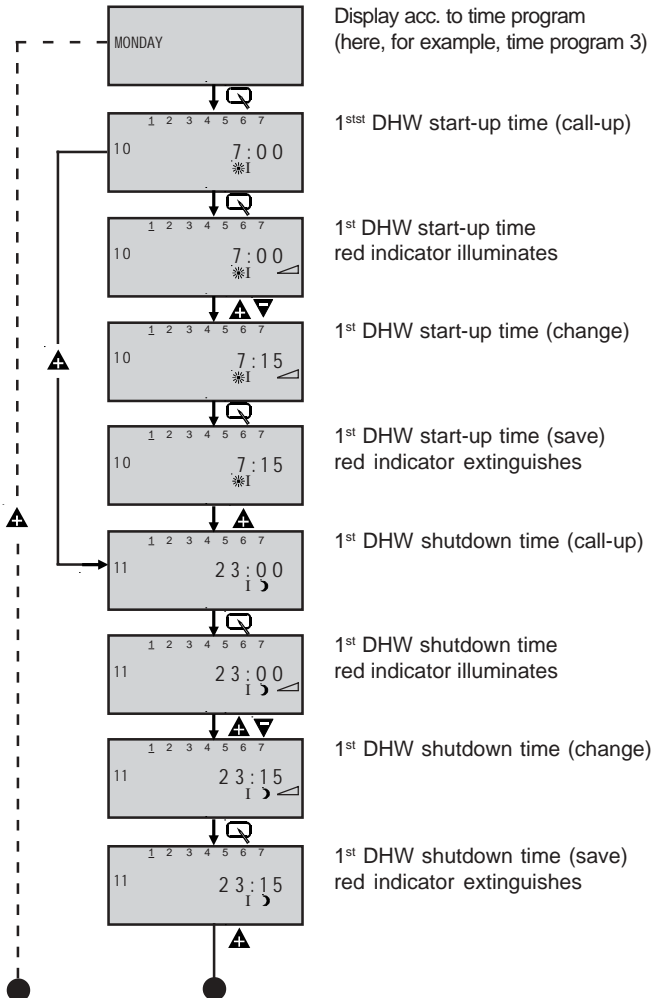 Display acc. to time program
MONDAY
(here, for example, time program 3)
1stst DHW start-up time (call-up)
1 2 3 4 5 6 7
10 7:00
I
1st DHW start-up time
red indicator illuminates
1 2 3 4 5 6 7
10 7:00
I
1st DHW start-up time (change)
1 2 3 4 5 6 7
10 7:15
I
1st DHW start-up time (save)
red indicator extinguishes
1 2 3 4 5 6 7
10 7:15
I
1st DHW shutdown time (call-up)
1 2 3 4 5 6 7
11 23:00
I
1st DHW shutdown time
red indicator illuminates
1 2 3 4 5 6 7
11 23:00
I
1st DHW shutdown time (change)
1 2 3 4 5 6 7
11 23:15
I
1st DHW shutdown time (save)
red indicator extinguishes
1 2 3 4 5 6 7
11 23:15
I